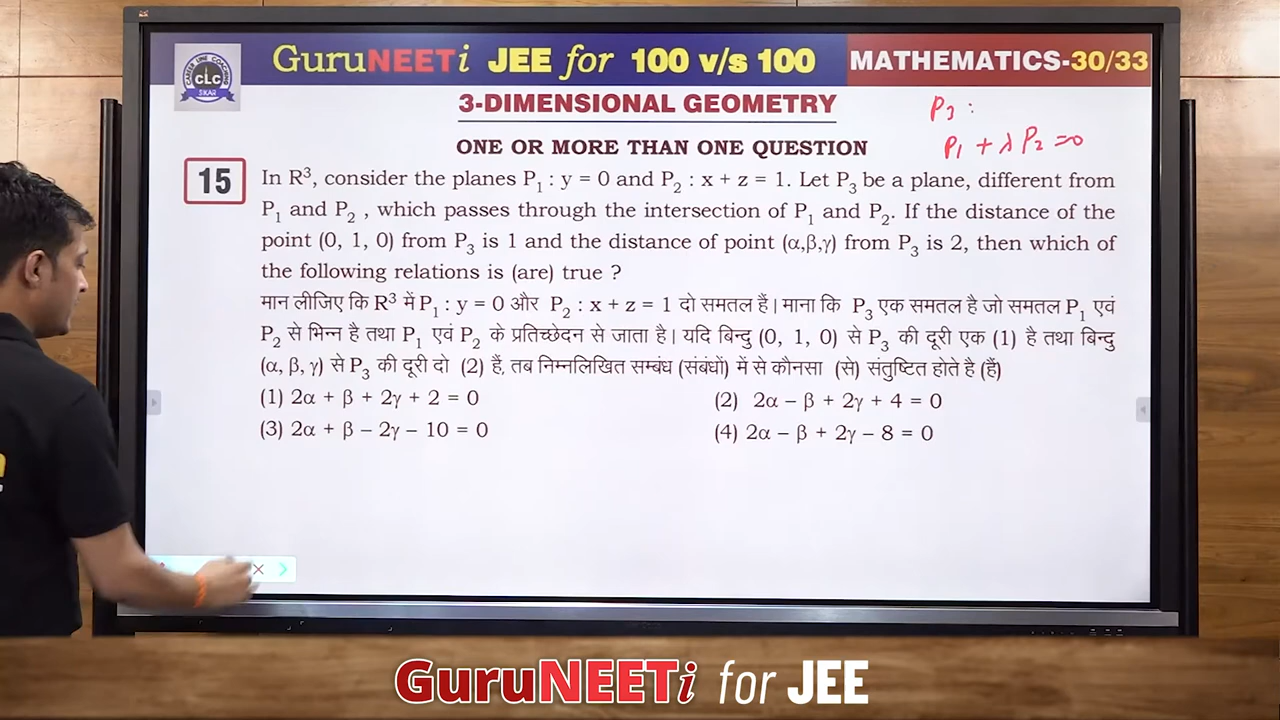 CAREER LINE COACHING
CLC
SIKAR
GuruNEETi JEE for 100 v/s 100
MATHEMATICS-30/33
3-DIMENSIONAL GEOMETRY
P₃ :
P₁ + λ P₂ = 0
ONE OR MORE THAN ONE QUESTION
15
In R³, consider the planes P₁ : y = 0 and P₂ : x + z = 1. Let P₃ be a plane, different from
P₁ and P₂ , which passes through the intersection of P₁ and P₂. If the distance of the
point (0, 1, 0) from P₃ is 1 and the distance of point (α,β,γ) from P₃ is 2, then which of
the following relations is (are) true ?
मान लीजिए कि R³ में P₁ : y = 0 और P₂ : x + z = 1 दो समतल हैं। माना कि P₃ एक समतल है जो समतल P₁ एवं
P₂ से भिन्न है तथा P₁ एवं P₂ के प्रतिच्छेदन से जाता है। यदि बिन्दु (0, 1, 0) से P₃ की दूरी एक (1) है तथा बिन्दु
(α, β, γ) से P₃ की दूरी दो (2) हैं, तब निम्नलिखित सम्बंध (संबंधों) में से कौनसा (से) संतुष्टित होते है (हैं)
(1) 2α + β + 2γ + 2 = 0
(2) 2α − β + 2γ + 4 = 0
(3) 2α + β − 2γ − 10 = 0
(4) 2α − β + 2γ − 8 = 0
GuruNEETi for JEE